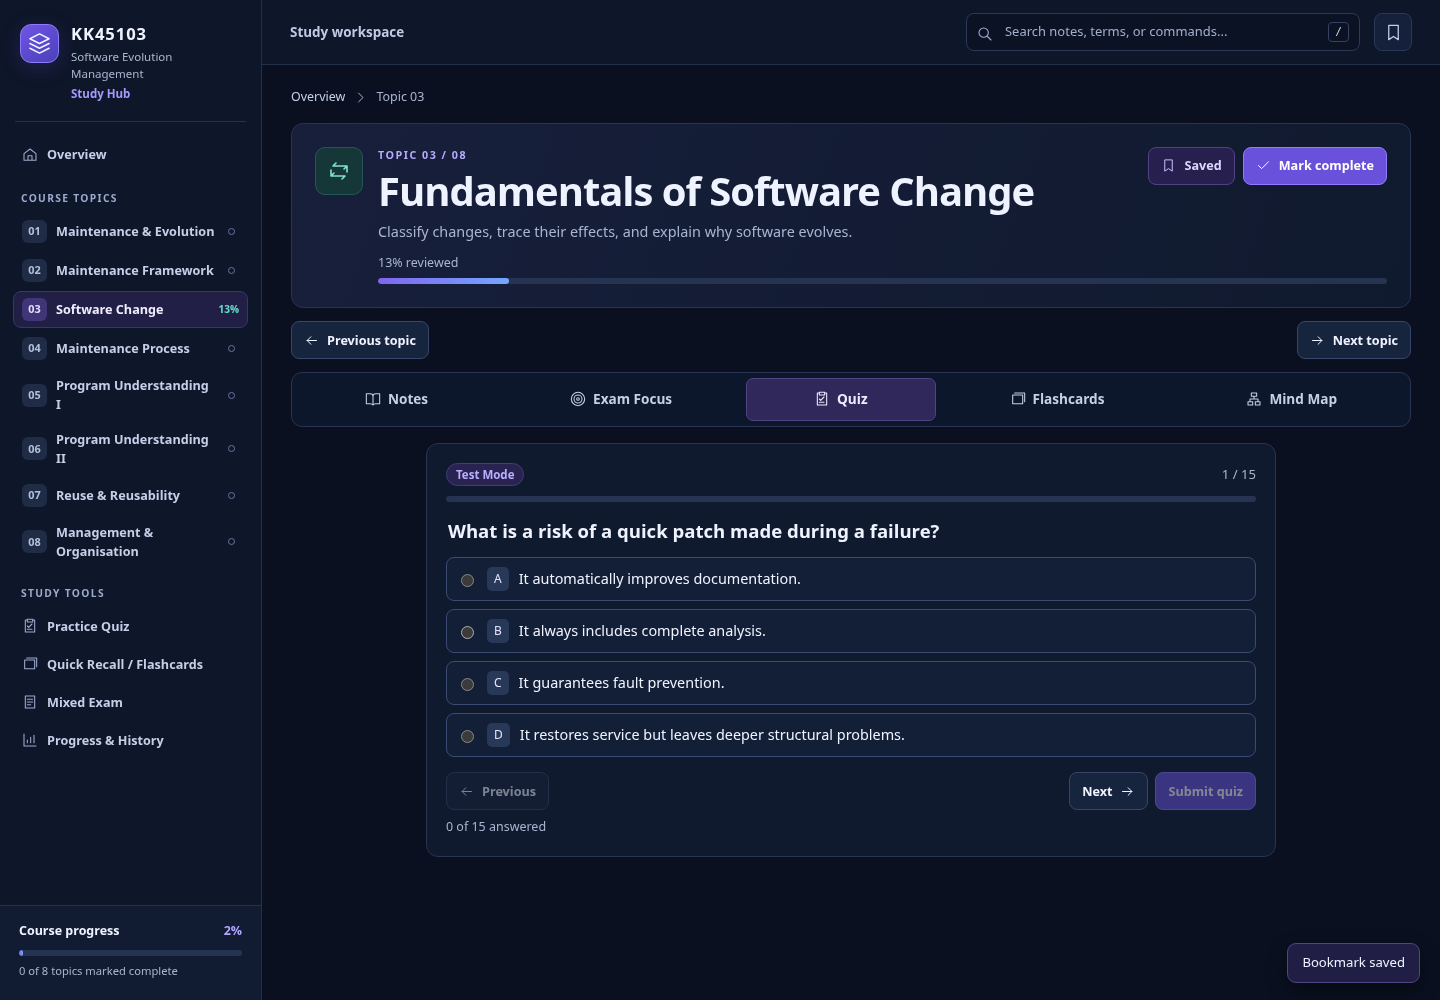 KK45103
Software Evolution
Management
Study Hub
Overview
COURSE TOPICS
01 Maintenance & Evolution
02 Maintenance Framework
03 Software Change 13%
04 Maintenance Process
05 Program Understanding
I
06 Program Understanding
II
07 Reuse & Reusability
08 Management &
Organisation
STUDY TOOLS
Practice Quiz
Quick Recall / Flashcards
Mixed Exam
Progress & History
Course progress 2%
0 of 8 topics marked complete
Study workspace
Search notes, terms, or commands... /
Overview Topic 03
TOPIC 03 / 08
Fundamentals of Software Change
Classify changes, trace their effects, and explain why software evolves.
13% reviewed
Saved Mark complete
Previous topic Next topic
Notes Exam Focus Quiz Flashcards Mind Map
Test Mode 1 / 15
What is a risk of a quick patch made during a failure?
A It automatically improves documentation.
B It always includes complete analysis.
C It guarantees fault prevention.
D It restores service but leaves deeper structural problems.
Previous Next Submit quiz
0 of 15 answered
Bookmark saved